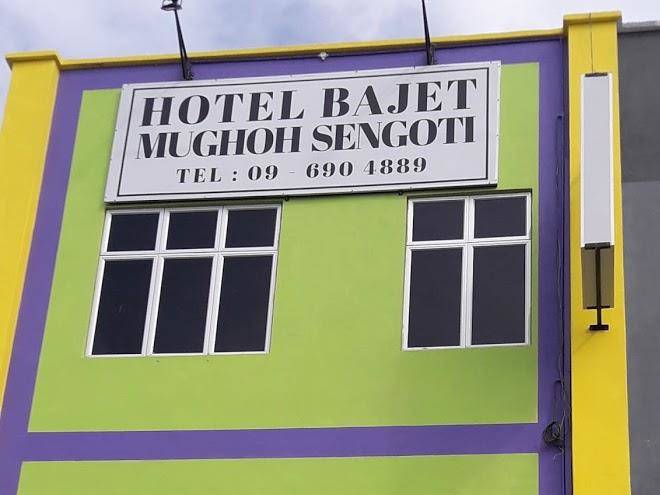 HOTEL BAJET
MUGHOH SENGOTI
TEL : 09 - 690 4889